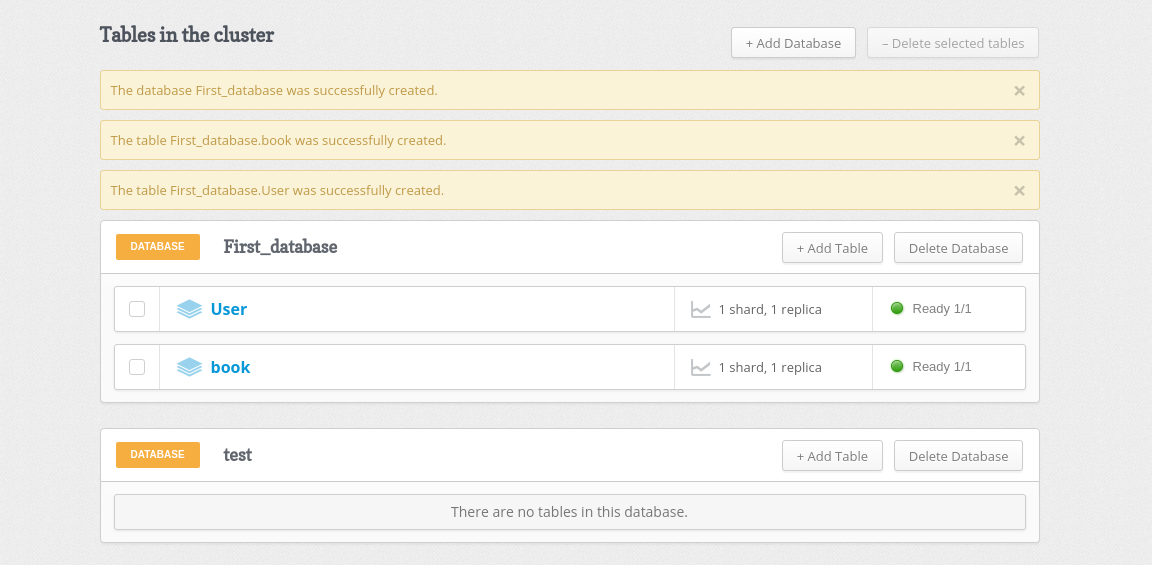 Tables in the cluster
+ Add Database
– Delete selected tables
The database First_database was successfully created.
×
The table First_database.book was successfully created.
×
The table First_database.User was successfully created.
×
DATABASE
First_database
+ Add Table
Delete Database
User
1 shard, 1 replica
Ready 1/1
book
1 shard, 1 replica
Ready 1/1
DATABASE
test
+ Add Table
Delete Database
There are no tables in this database.